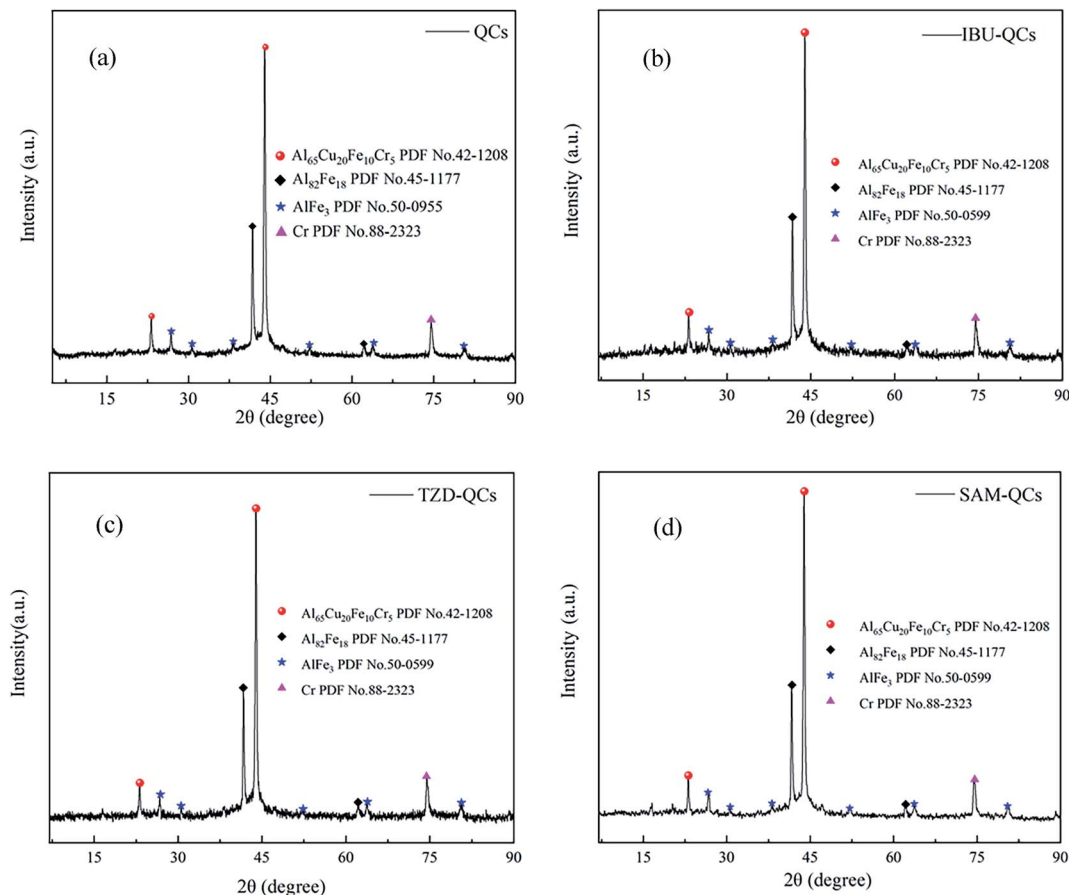 (a)
QCs
Al₆₅Cu₂₀Fe₁₀Cr₅ PDF No.42-1208
Al₈₂Fe₁₈ PDF No.45-1177
AlFe₃ PDF No.50-0955
Cr PDF No.88-2323
Intensity (a.u.)
15 30 45 60 75 90
2θ (degree)
(b)
IBU-QCs
Al₆₅Cu₂₀Fe₁₀Cr₅ PDF No.42-1208
Al₈₂Fe₁₈ PDF No.45-1177
AlFe₃ PDF No.50-0599
Cr PDF No.88-2323
Intensity (a.u.)
15 30 45 60 75 90
2θ (degree)
(c)
TZD-QCs
Al₆₅Cu₂₀Fe₁₀Cr₅ PDF No.42-1208
Al₈₂Fe₁₈ PDF No.45-1177
AlFe₃ PDF No.50-0599
Cr PDF No.88-2323
Intensity(a.u.)
15 30 45 60 75 90
2θ (degree)
(d)
SAM-QCs
Al₆₅Cu₂₀Fe₁₀Cr₅ PDF No.42-1208
Al₈₂Fe₁₈ PDF No.45-1177
AlFe₃ PDF No.50-0599
Cr PDF No.88-2323
Intensity (a.u.)
15 30 45 60 75 90
2θ (degree)